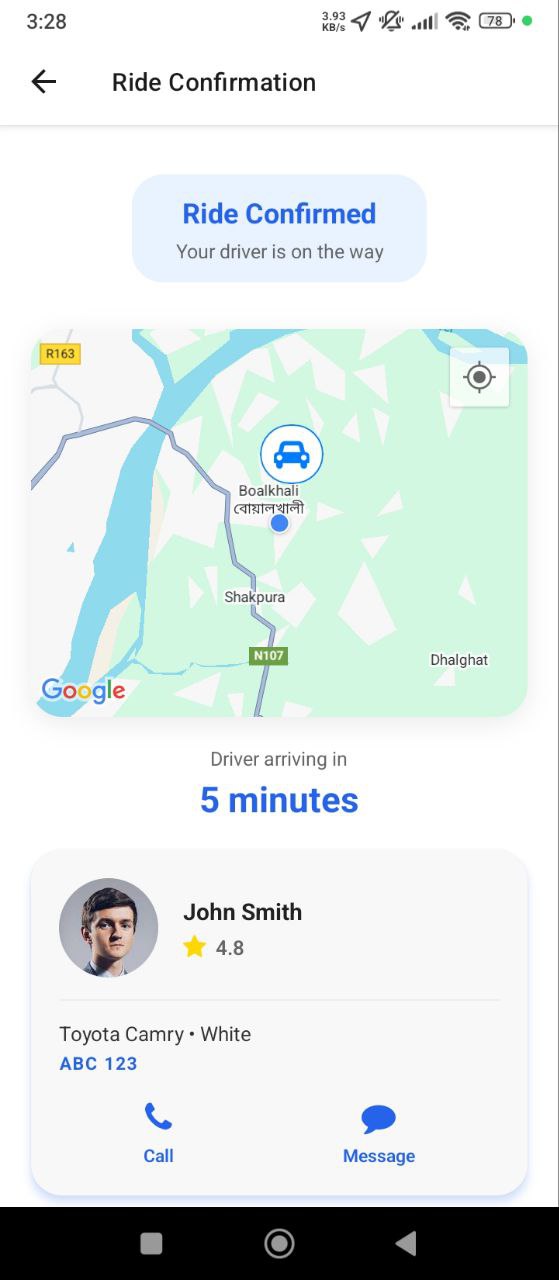 3:28
3.93
KB/s
78
Ride Confirmation
Ride Confirmed
Your driver is on the way
R163
Boalkhali
বোয়ালখালী
Shakpura
N107
Dhalghat
Google
Driver arriving in
5 minutes
John Smith
4.8
Toyota Camry • White
ABC 123
Call
Message